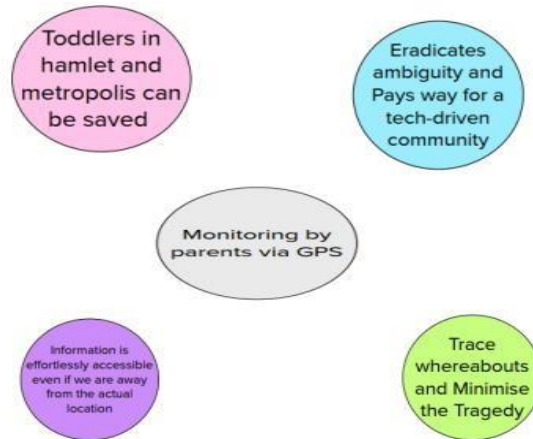 Toddlers in
hamlet and
metropolis can
be saved
Eradicates
ambiguity and
Pays way for a
tech-driven
community
Monitoring by
parents via GPS
Information is
effortlessly accessible
even if we are away
from the actual
location
Trace
whereabouts
and Minimise
the Tragedy